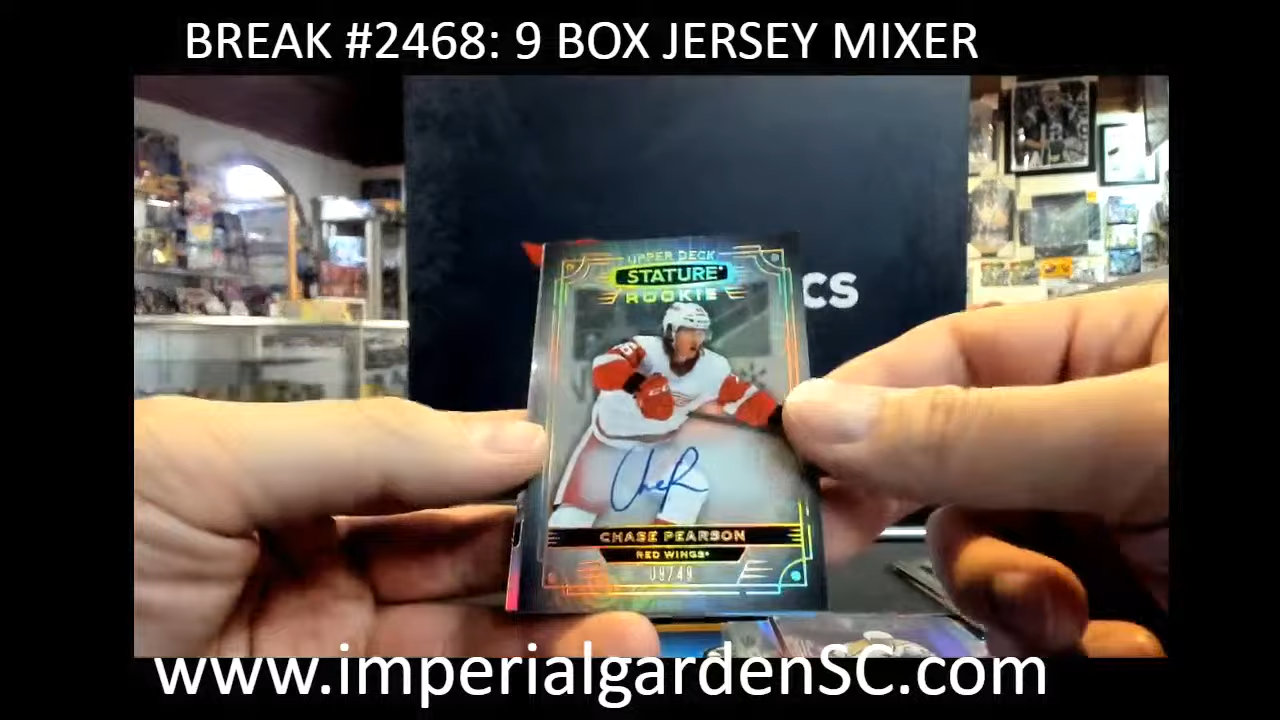 BREAK #2468: 9 BOX JERSEY MIXER
CS
UPPER DECK
STATURE
ROOKIE
CHASE PEARSON
RED WINGS
09/49
www.imperialgardenSC.com